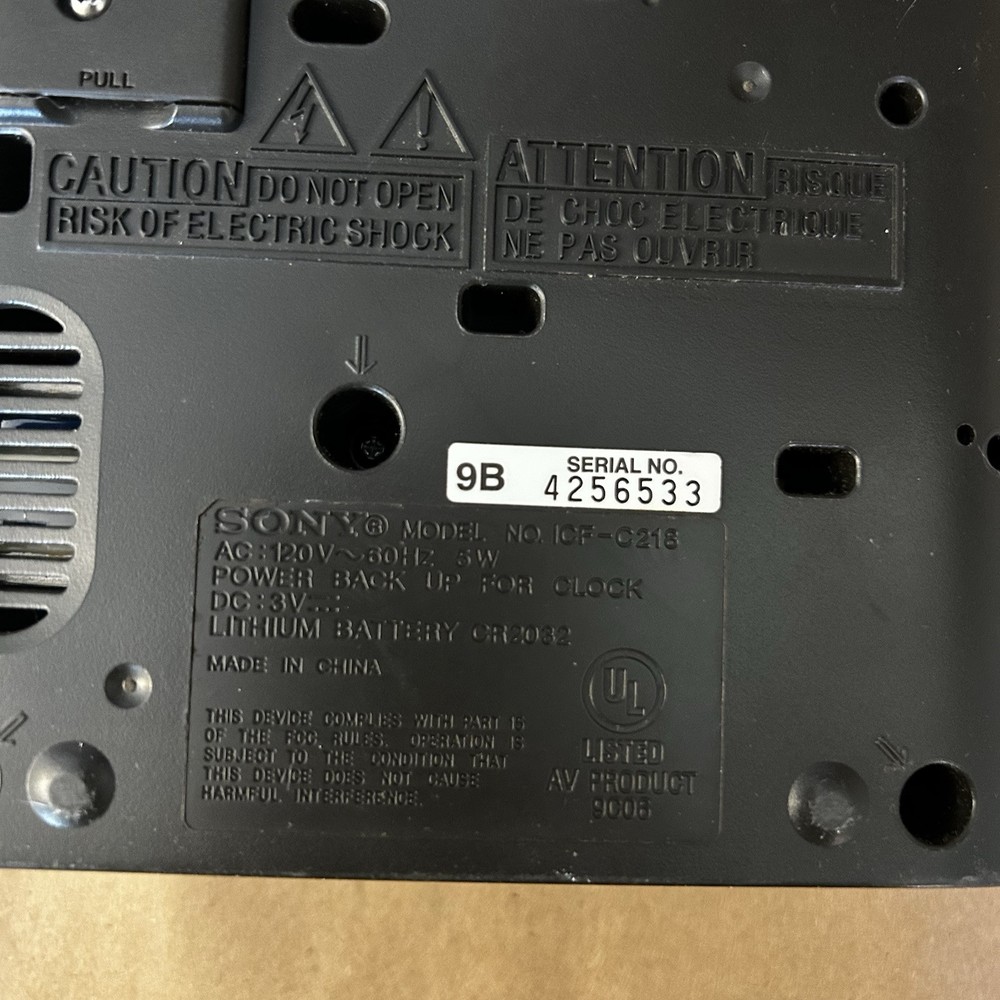 PULL
CAUTION DO NOT OPEN
RISK OF ELECTRIC SHOCK
ATTENTION RISQUE
DE CHOC ELECTRIQUE
NE PAS OUVRIR
9B SERIAL NO.
4256533
SONY® MODEL NO. ICF-C218
AC:120V~60Hz 5W
POWER BACK UP FOR CLOCK
DC:3V⎓
LITHIUM BATTERY CR2032
MADE IN CHINA
THIS DEVICE COMPLIES WITH PART 15
OF THE FCC RULES. OPERATION IS
SUBJECT TO THE CONDITION THAT
THIS DEVICE DOES NOT CAUSE
HARMFUL INTERFERENCE.
UL
LISTED
AV PRODUCT
9C06